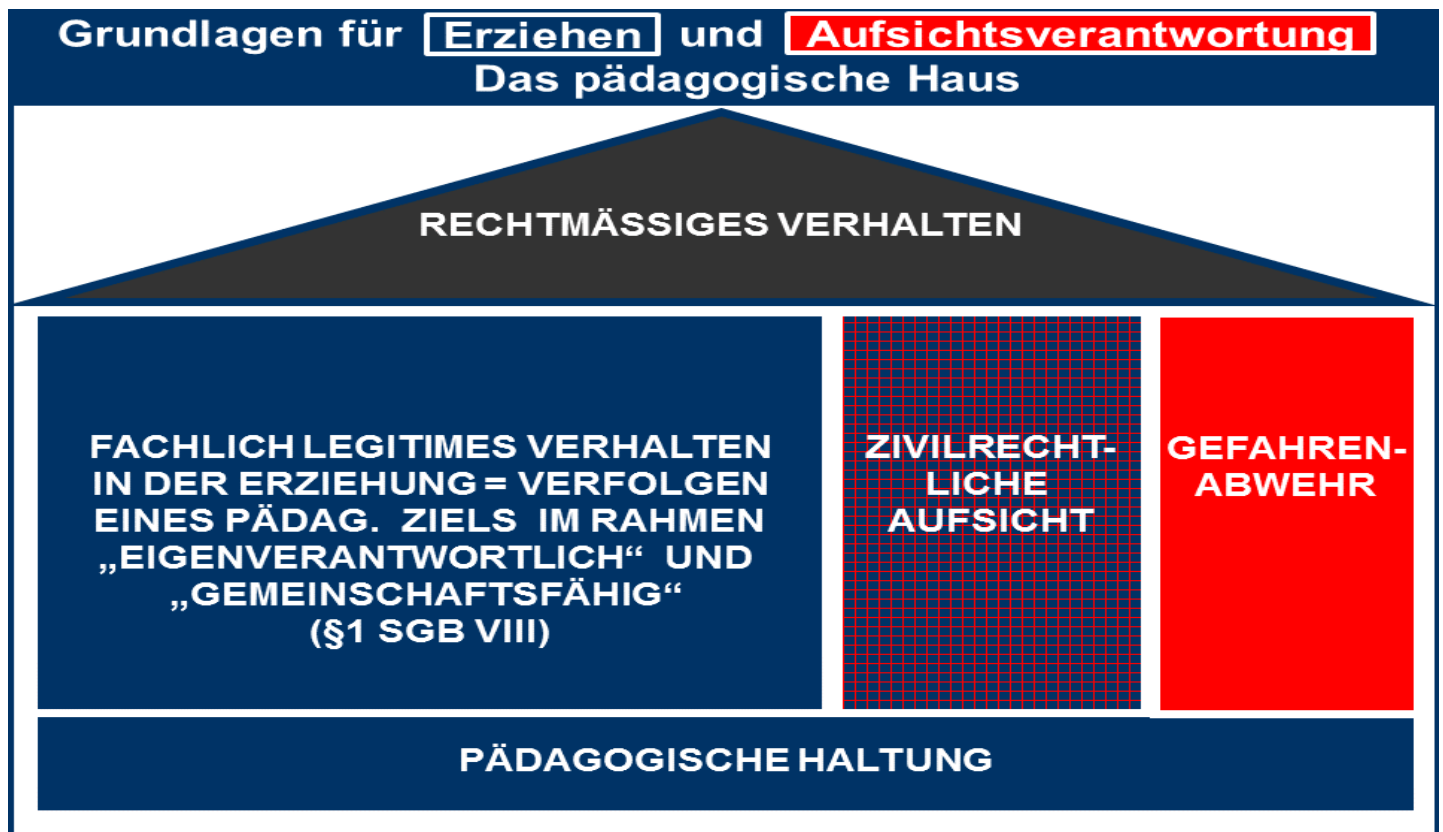 Grundlagen für Erziehen und Aufsichtsverantwortung
Das pädagogische Haus
RECHTMÄSSIGES VERHALTEN
FACHLICH LEGITIMES VERHALTEN
IN DER ERZIEHUNG = VERFOLGEN
EINES PÄDAG. ZIELS IM RAHMEN
„EIGENVERANTWORTLICH“ UND
„GEMEINSCHAFTSFÄHIG“
(§1 SGB VIII)
ZIVILRECHT-
LICHE
AUFSICHT
GEFAHREN-
ABWEHR
PÄDAGOGISCHE HALTUNG